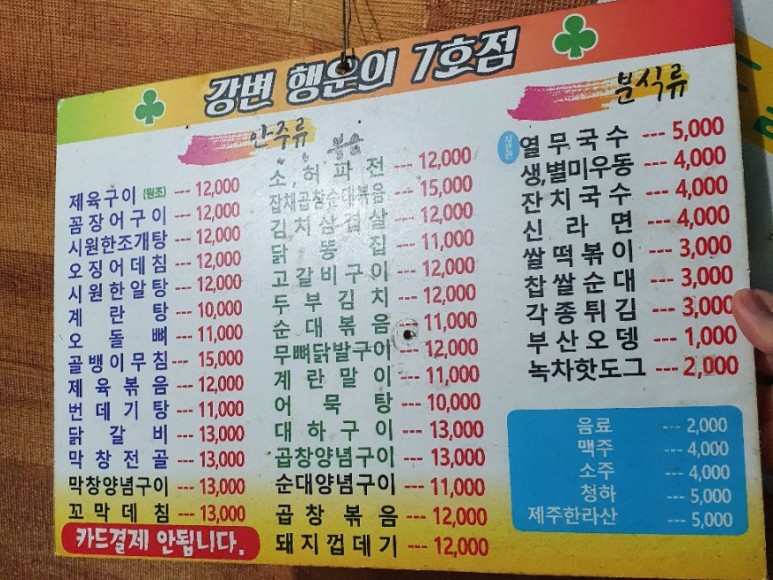 강변 행운의 7호점
안주류
제육구이 (원조) --- 12,000
꼼장어구이 --- 12,000
시원한조개탕 --- 12,000
오징어데침 --- 12,000
시원한알탕 --- 12,000
계란탕 --- 10,000
오돌뼈 --- 11,000
골뱅이무침 --- 15,000
제육볶음 --- 12,000
번데기탕 --- 11,000
닭갈비 --- 13,000
막창전골 --- 13,000
막창양념구이 --- 13,000
꼬막데침 --- 13,000
카드결제 안됩니다.
볶음
소,허파전 --- 12,000
잡채곱창순대볶음 --- 15,000
김치삼겹살 --- 12,000
닭똥집 --- 11,000
고갈비구이 --- 12,000
두부김치 --- 12,000
순대볶음 --- 11,000
무뼈닭발구이 --- 12,000
계란말이 --- 11,000
어묵탕 --- 10,000
대하구이 --- 13,000
곱창양념구이 --- 13,000
순대양념구이 --- 11,000
곱창볶음 --- 12,000
돼지껍데기 --- 12,000
분식류
열무국수 --- 5,000
생,별미우동 --- 4,000
잔치국수 --- 4,000
신라면 --- 4,000
쌀떡볶이 --- 3,000
찹쌀순대 --- 3,000
각종튀김 --- 3,000
부산오뎅 --- 1,000
녹차핫도그 --- 2,000
음료 --- 2,000
맥주 --- 4,000
소주 --- 4,000
청하 --- 5,000
제주한라산 --- 5,000